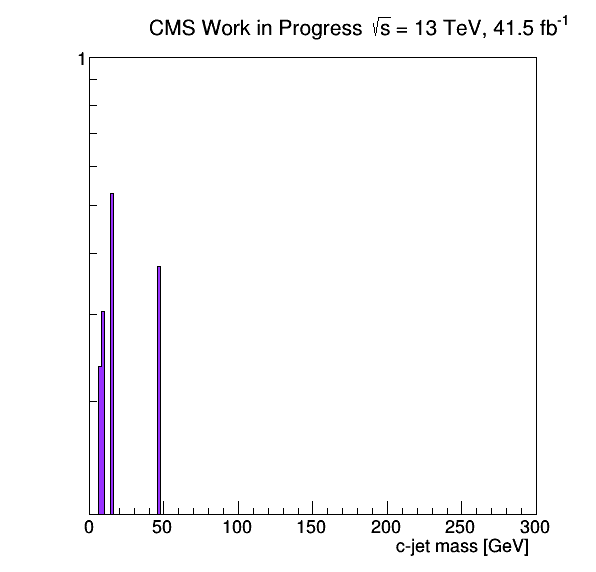 CMS Work in Progress √s = 13 TeV, 41.5 fb⁻¹
1
0 50 100 150 200 250 300
c-jet mass [GeV]